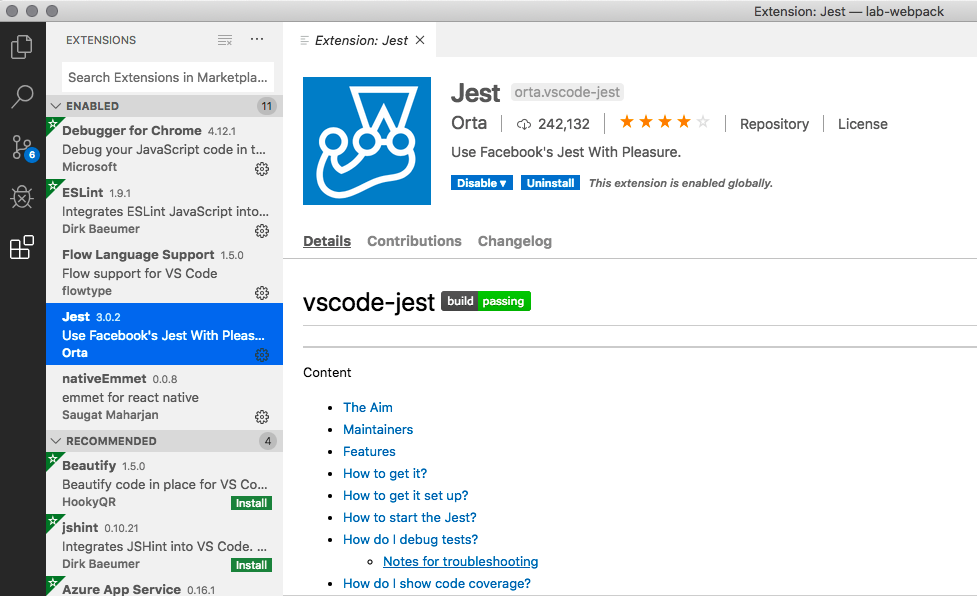 Extension: Jest — lab-webpack
EXTENSIONS
Search Extensions in Marketpla...
ENABLED 11
Debugger for Chrome 4.12.1
Debug your JavaScript code in t...
Microsoft
ESLint 1.9.1
Integrates ESLint JavaScript into...
Dirk Baeumer
Flow Language Support 1.5.0
Flow support for VS Code
flowtype
Jest 3.0.2
Use Facebook's Jest With Pleas...
Orta
nativeEmmet 0.0.8
emmet for react native
Saugat Maharjan
RECOMMENDED 4
Beautify 1.5.0
Beautify code in place for VS Co...
HookyQR Install
jshint 0.10.21
Integrates JSHint into VS Code. ...
Dirk Baeumer Install
Azure App Service 0.16.1
6
Extension: Jest
Jest orta.vscode-jest
Orta 242,132 Repository License
Use Facebook's Jest With Pleasure.
Disable Uninstall This extension is enabled globally.
Details Contributions Changelog
vscode-jest build passing
Content
The Aim
Maintainers
Features
How to get it?
How to get it set up?
How to start the Jest?
How do I debug tests?
Notes for troubleshooting
How do I show code coverage?